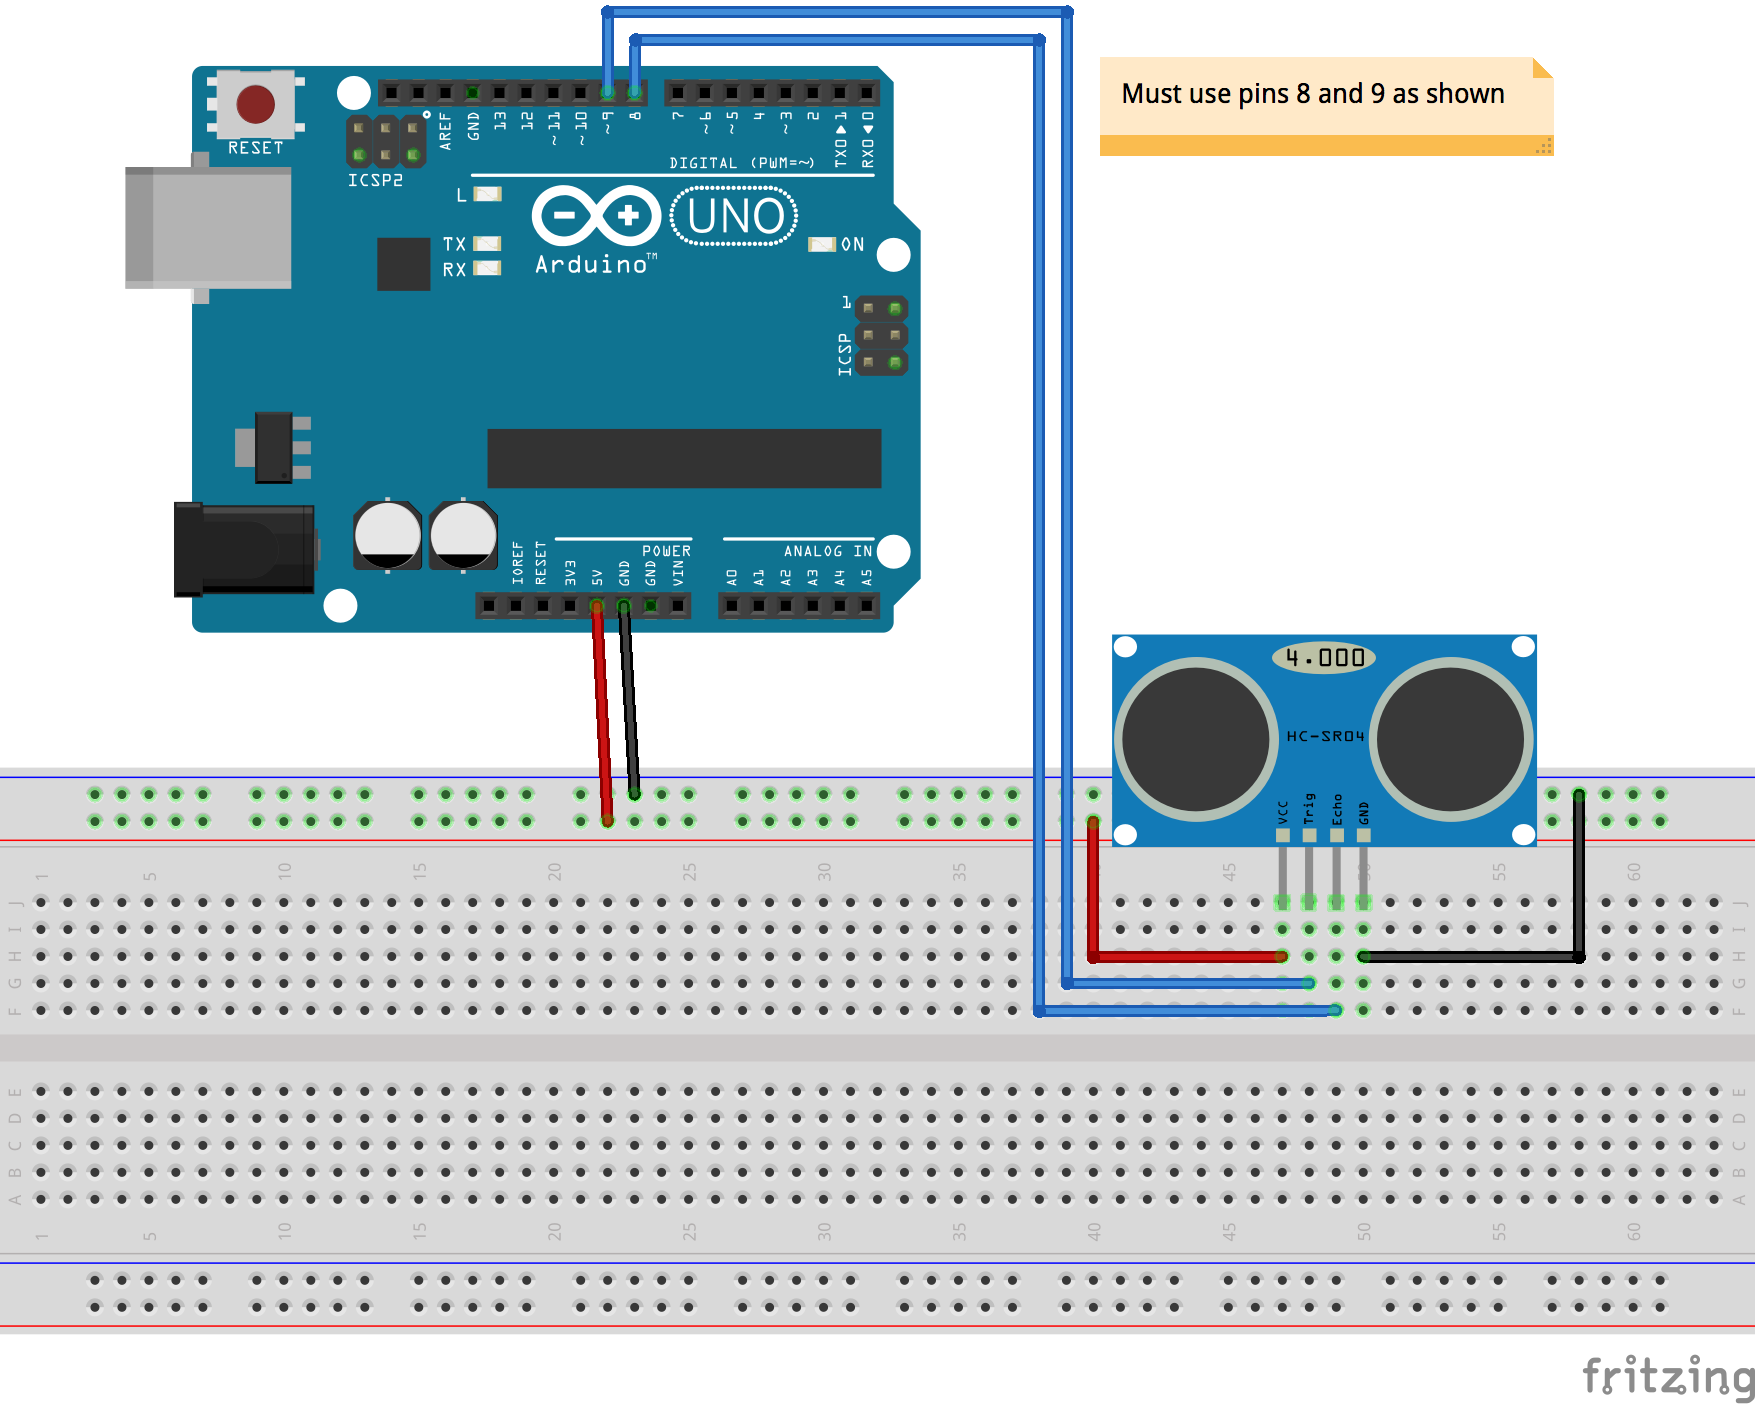 Must use pins 8 and 9 as shown
RESET
ICSP2
AREF
GND
13
12
~11
~10
~9
8
7
~6
~5
4
~3
2
TX0▶1
RX0◀0
DIGITAL (PWM=~)
L
TX
RX
Arduino™
UNO
ON
1
ICSP
IOREF
RESET
3V3
5V
GND
GND
VIN
POWER
ANALOG IN
A0
A1
A2
A3
A4
A5
4.000
HC-SR04
VCC
Trig
Echo
GND
1 5 10 15 20 25 30 35 45 55 60
J J
I I
H H
G G
F F
E E
D D
C C
B B
A A
1 5 10 15 20 25 30 35 40 45 50 55 60
fritzing